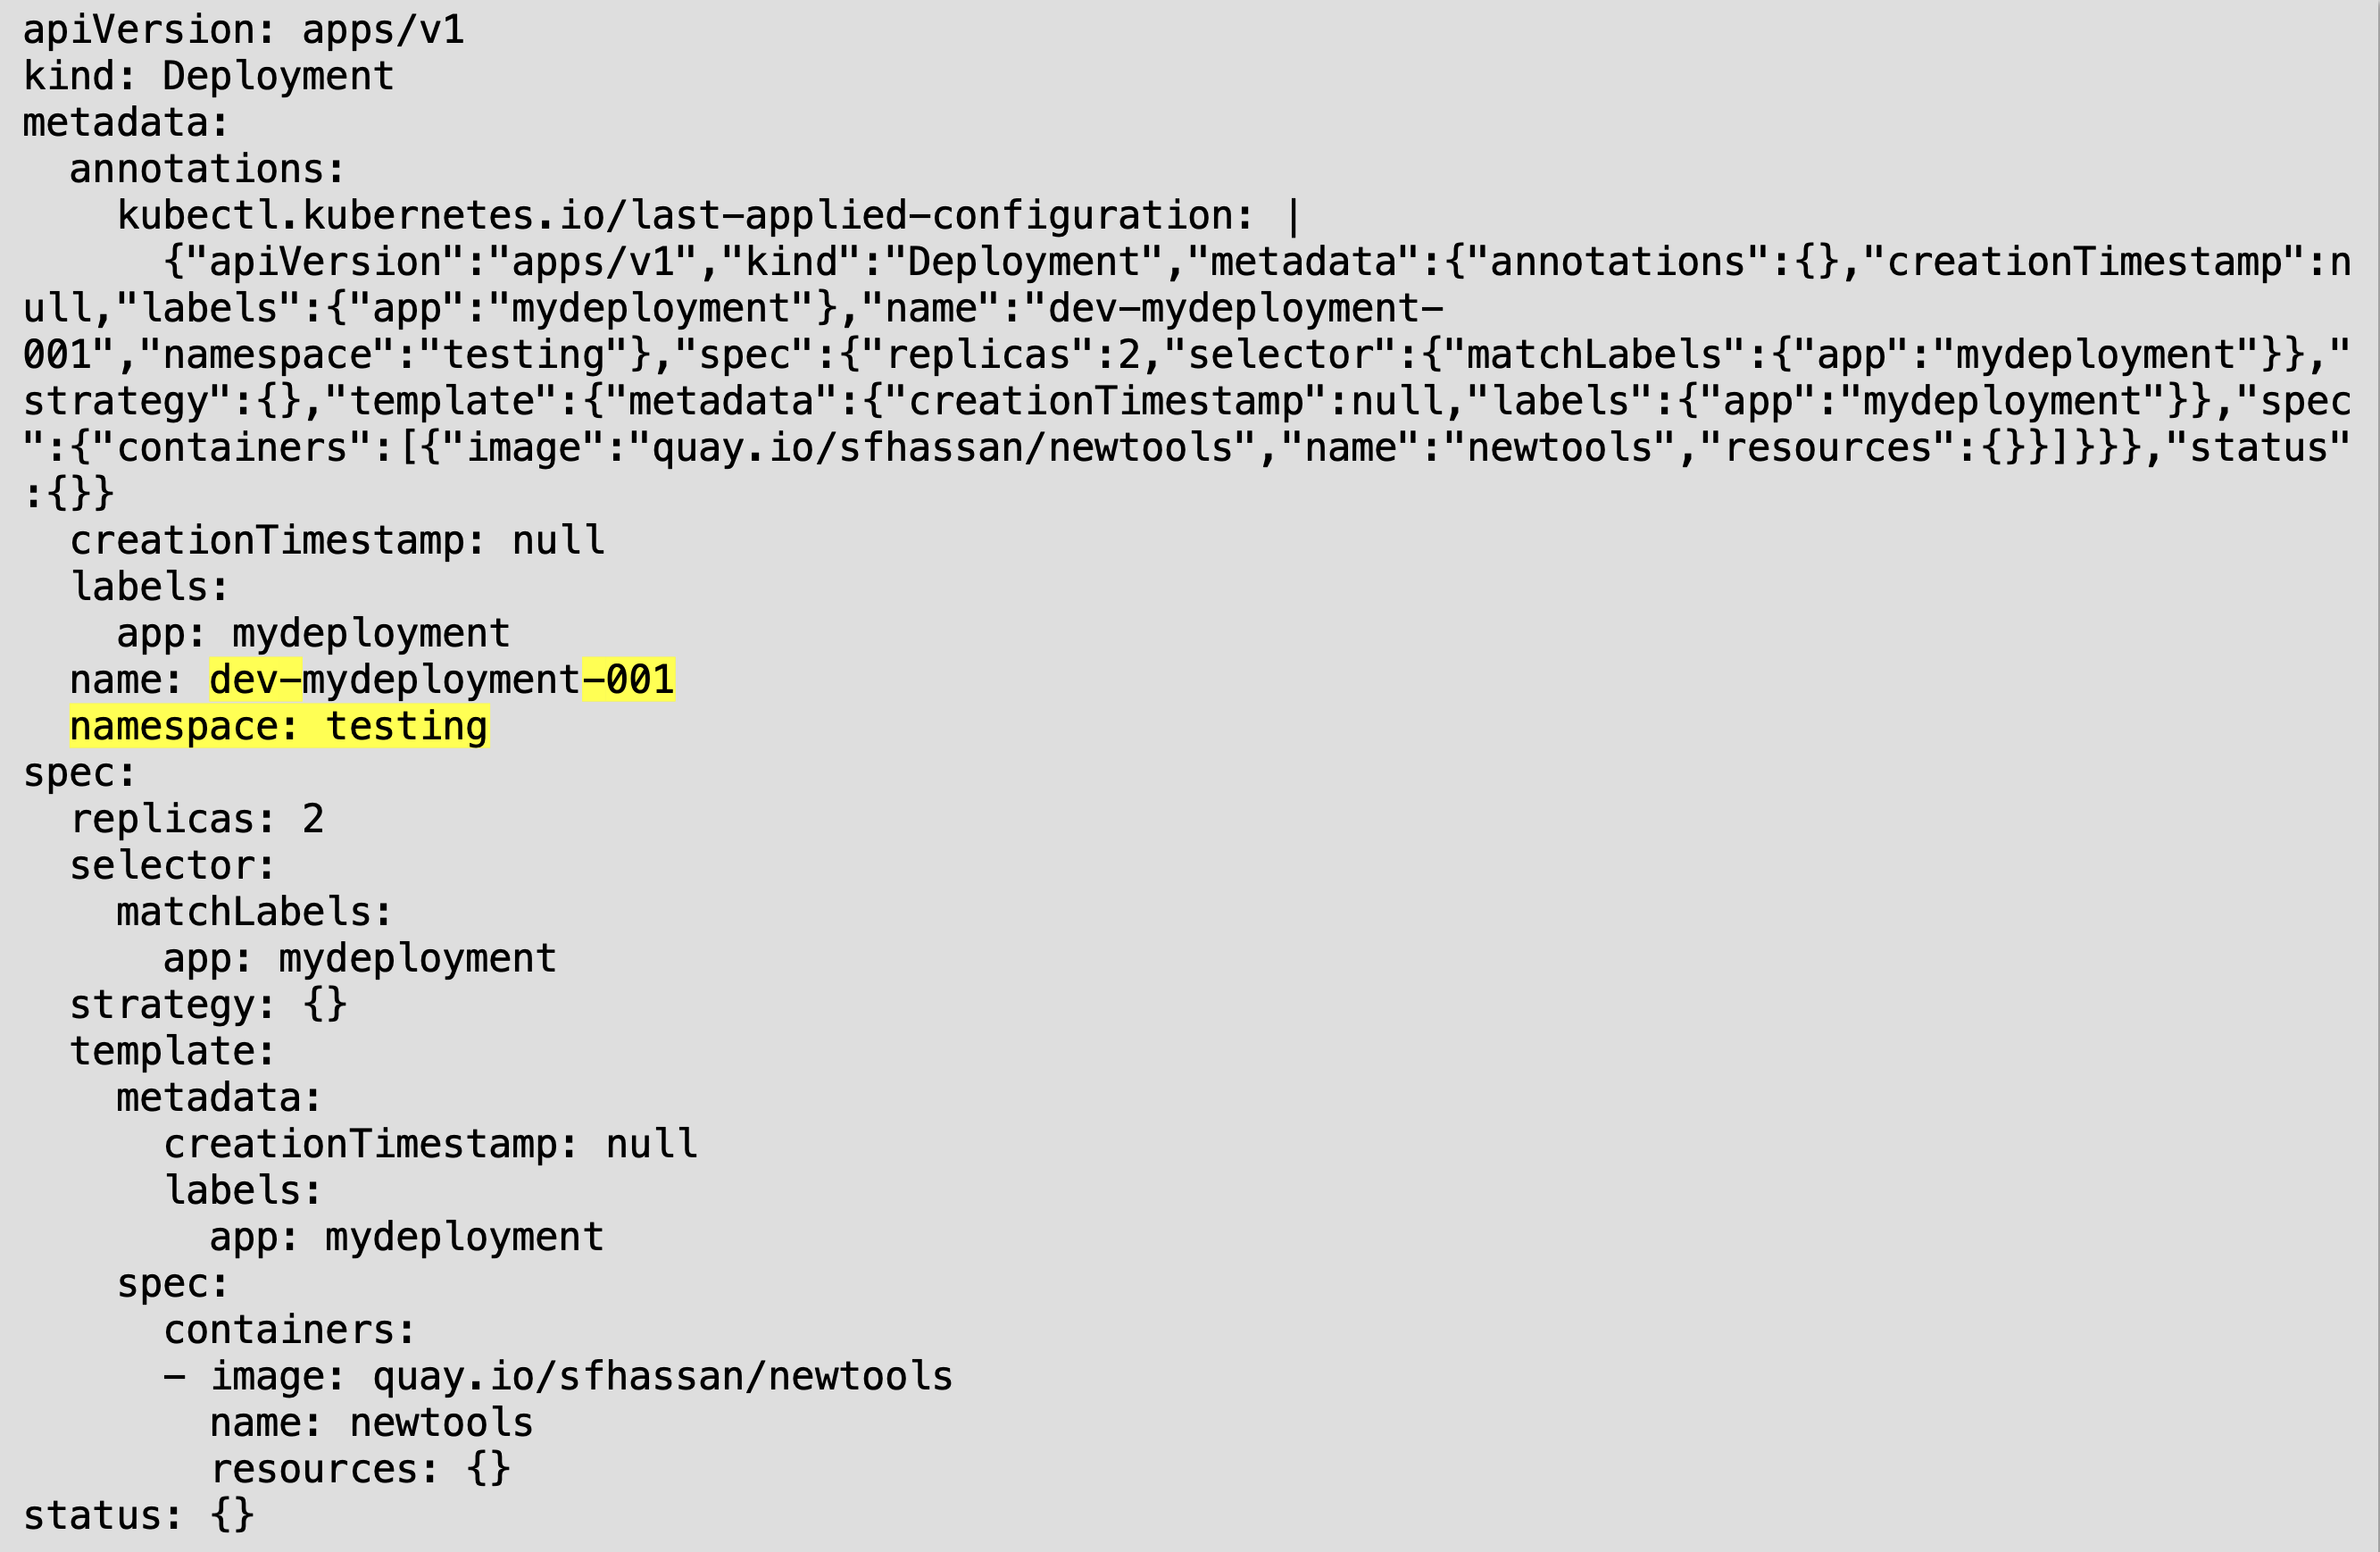 apiVersion: apps/v1
kind: Deployment
metadata:
  annotations:
    kubectl.kubernetes.io/last-applied-configuration: |
      {"apiVersion":"apps/v1","kind":"Deployment","metadata":{"annotations":{},"creationTimestamp":n
ull,"labels":{"app":"mydeployment"},"name":"dev-mydeployment-
001","namespace":"testing"},"spec":{"replicas":2,"selector":{"matchLabels":{"app":"mydeployment"}},"
strategy":{},"template":{"metadata":{"creationTimestamp":null,"labels":{"app":"mydeployment"}},"spec
":{"containers":[{"image":"quay.io/sfhassan/newtools","name":"newtools","resources":{}}]}}},"status"
:{}}
  creationTimestamp: null
  labels:
    app: mydeployment
  name: dev-mydeployment-001
  namespace: testing
spec:
  replicas: 2
  selector:
    matchLabels:
      app: mydeployment
  strategy: {}
  template:
    metadata:
      creationTimestamp: null
      labels:
        app: mydeployment
    spec:
      containers:
      - image: quay.io/sfhassan/newtools
        name: newtools
        resources: {}
status: {}